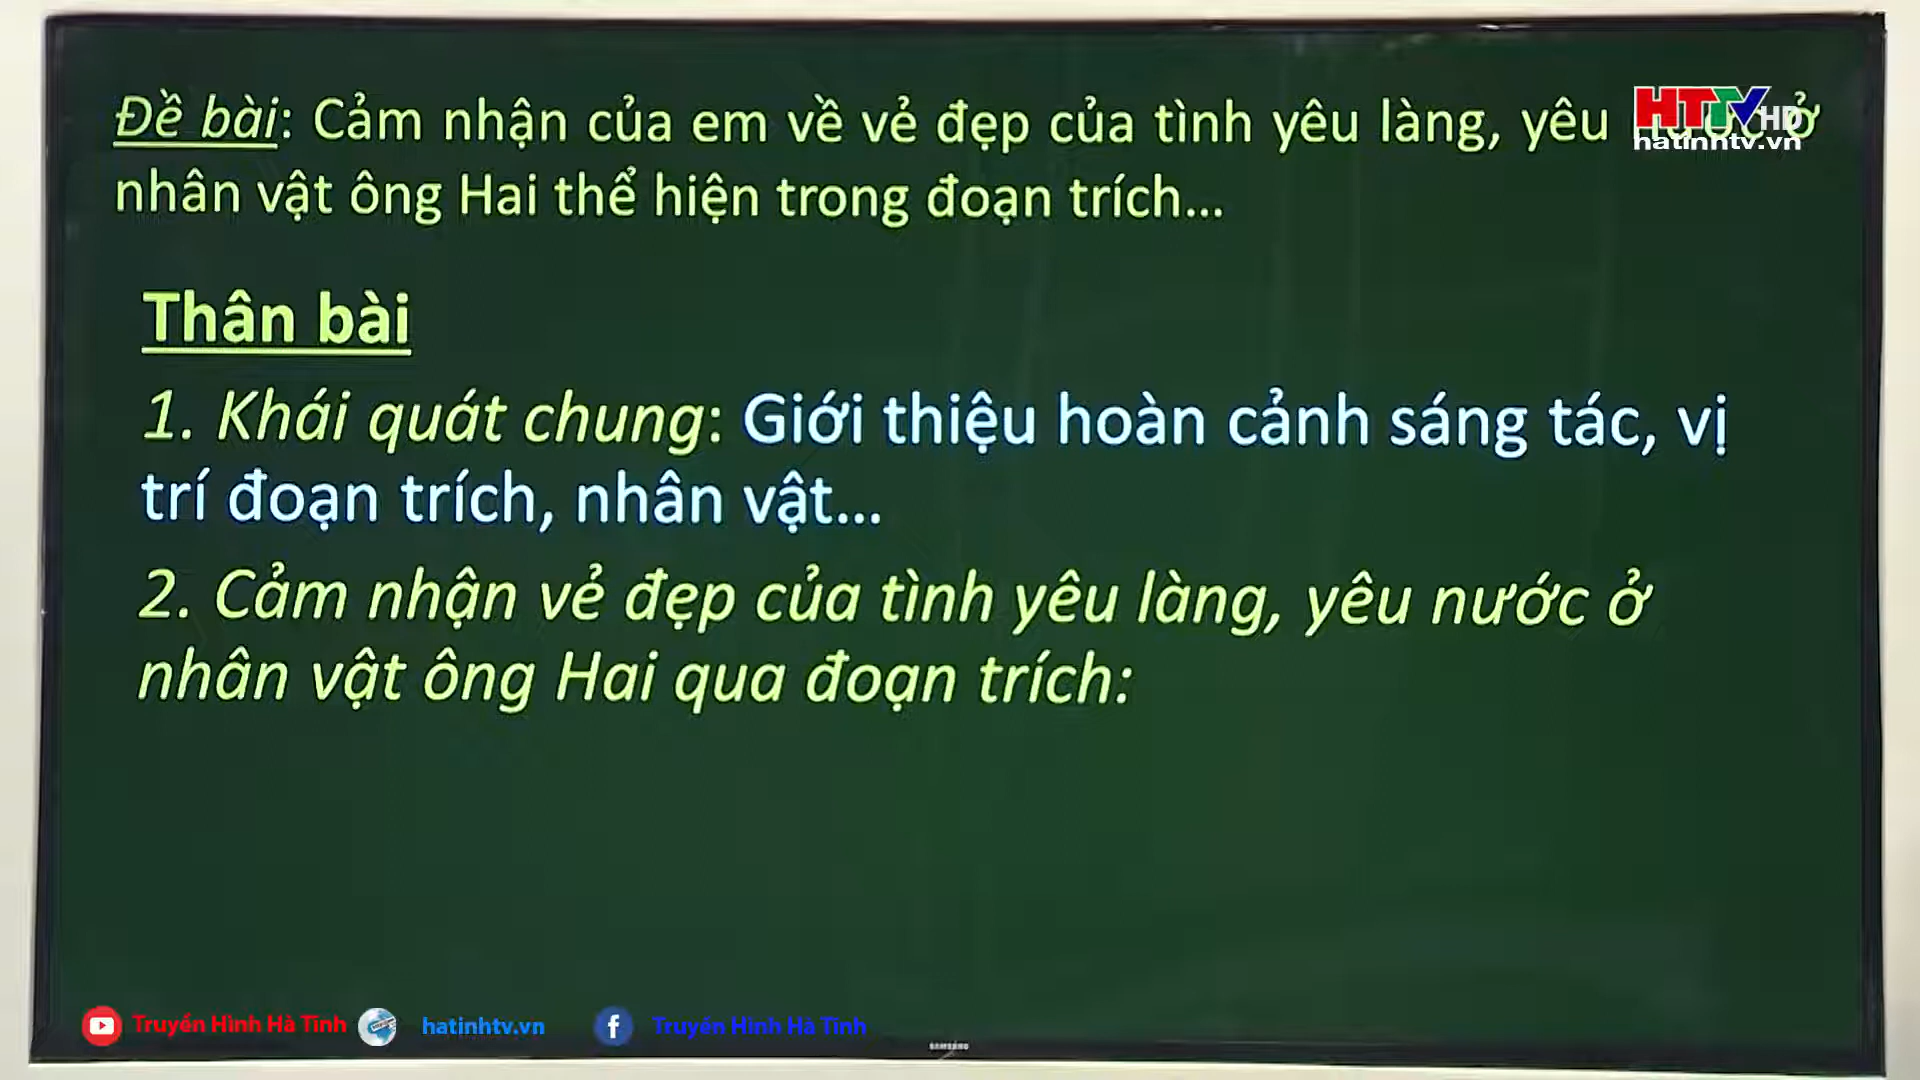 Đề bài: Cảm nhận của em về vẻ đẹp của tình yêu làng, yêu ở
nhân vật ông Hai thể hiện trong đoạn trích...
HTTV HD
hatinhtv.vn
Thân bài
1. Khái quát chung: Giới thiệu hoàn cảnh sáng tác, vị
trí đoạn trích, nhân vật...
2. Cảm nhận vẻ đẹp của tình yêu làng, yêu nước ở
nhân vật ông Hai qua đoạn trích:
Truyền Hình Hà Tĩnh hatinhtv.vn Truyền Hình Hà Tĩnh
SAMSUNG